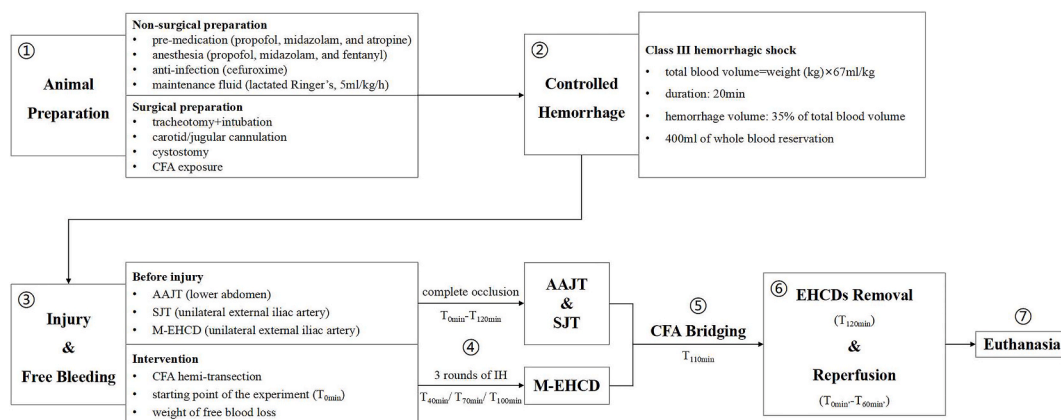 ①
Animal
Preparation
Non-surgical preparation
• pre-medication (propofol, midazolam, and atropine)
• anesthesia (propofol, midazolam, and fentanyl)
• anti-infection (cefuroxime)
• maintenance fluid (lactated Ringer's, 5ml/kg/h)
Surgical preparation
• tracheotomy+intubation
• carotid/jugular cannulation
• cystostomy
• CFA exposure
②
Controlled
Hemorrhage
Class III hemorrhagic shock
• total blood volume=weight (kg)×67ml/kg
• duration: 20min
• hemorrhage volume: 35% of total blood volume
• 400ml of whole blood reservation
③
Injury
&
Free Bleeding
Before injury
• AAJT (lower abdomen)
• SJT (unilateral external iliac artery)
• M-EHCD (unilateral external iliac artery)
Intervention
• CFA hemi-transection
• starting point of the experiment (T0min)
• weight of free blood loss
complete occlusion
T0min-T120min
④
3 rounds of IH
T40min/ T70min/ T100min
AAJT
&
SJT
M-EHCD
⑤
CFA Bridging
T110min
⑥
EHCDs Removal
(T120min)
&
Reperfusion
(T0min'-T60min')
⑦
Euthanasia